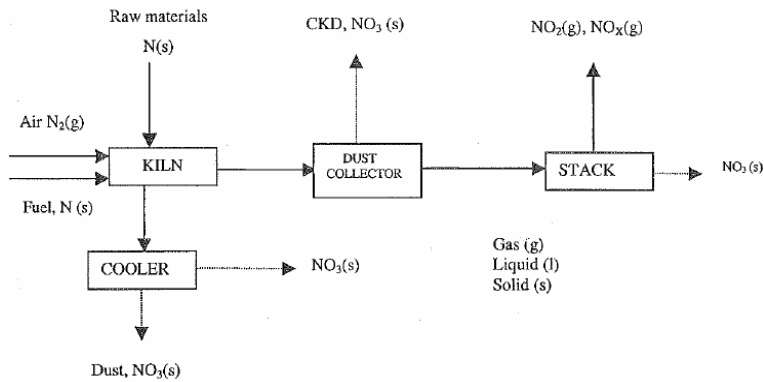 Raw materials
N(s)
CKD, NO₃ (s)
NO₂(g), NOₓ(g)
Air N₂(g)
KILN
DUST
COLLECTOR
STACK
NO₃(s)
Fuel, N (s)
COOLER
NO₃(s)
Gas (g)
Liquid (l)
Solid (s)
Dust, NO₃(s)